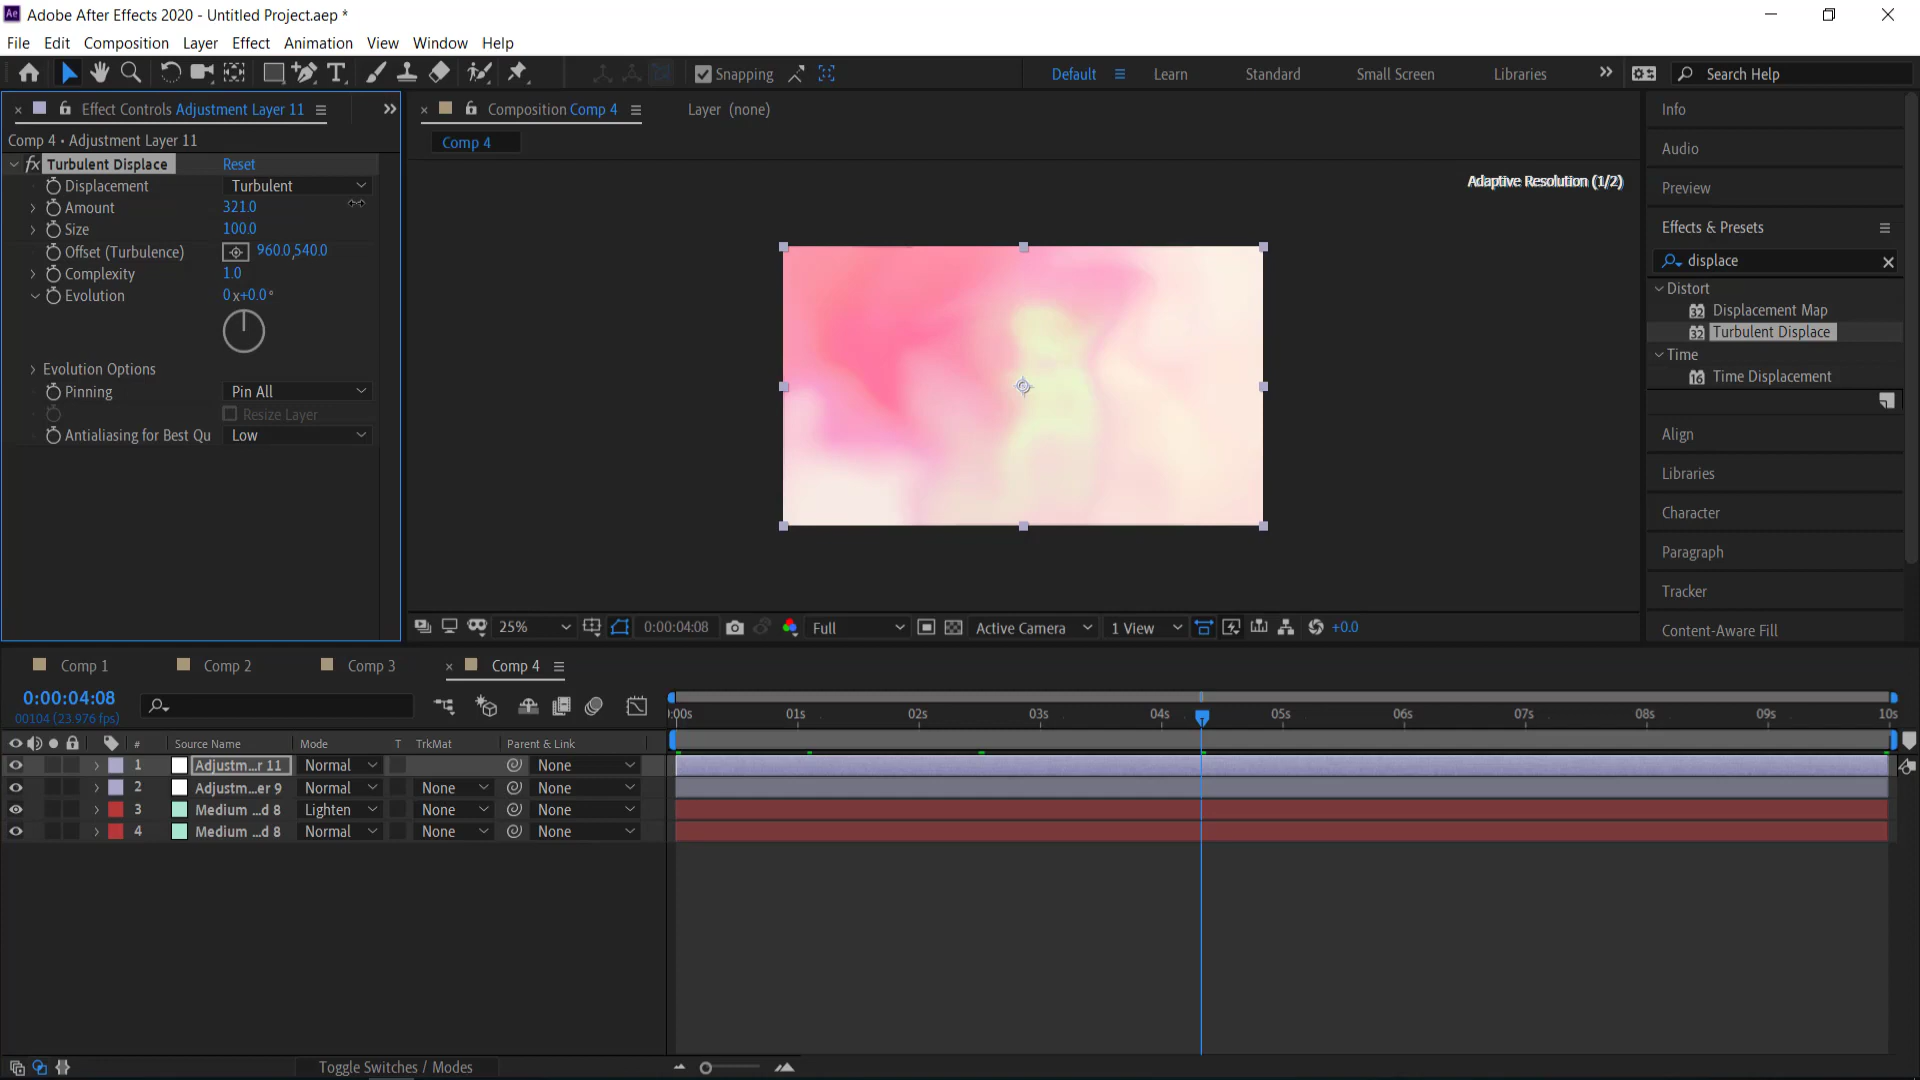 Adobe After Effects 2020 - Untitled Project.aep *
File Edit Composition Layer Effect Animation View Window Help
Snapping
Default Learn Standard Small Screen Libraries Search Help
Effect Controls Adjustment Layer 11
Composition Comp 4
Layer (none)
Comp 4 • Adjustment Layer 11
Comp 4
fx Turbulent Displace Reset
Displacement Turbulent
Amount 321.0
Size 100.0
Offset (Turbulence) 960.0,540.0
Complexity 1.0
Evolution 0x+0.0°
Evolution Options
Pinning Pin All
Resize Layer
Antialiasing for Best Qu Low
Adaptive Resolution (1/2)
Info
Audio
Preview
Effects & Presets
displace
Distort
32 Displacement Map
32 Turbulent Displace
Time
16 Time Displacement
Align
Libraries
Character
Paragraph
Tracker
Content-Aware Fill
25% 0:00:04:08 Full Active Camera 1 View +0.0
Comp 1 Comp 2 Comp 3 Comp 4
0:00:04:08
00104 (23.976 fps)
:00s 01s 02s 03s 04s 05s 06s 07s 08s 09s 10s
# Source Name Mode T TrkMat Parent & Link
1 Adjustm...r 11 Normal None
2 Adjustm...er 9 Normal None None
3 Medium ...d 8 Lighten None None
4 Medium ...d 8 Normal None None
Toggle Switches / Modes